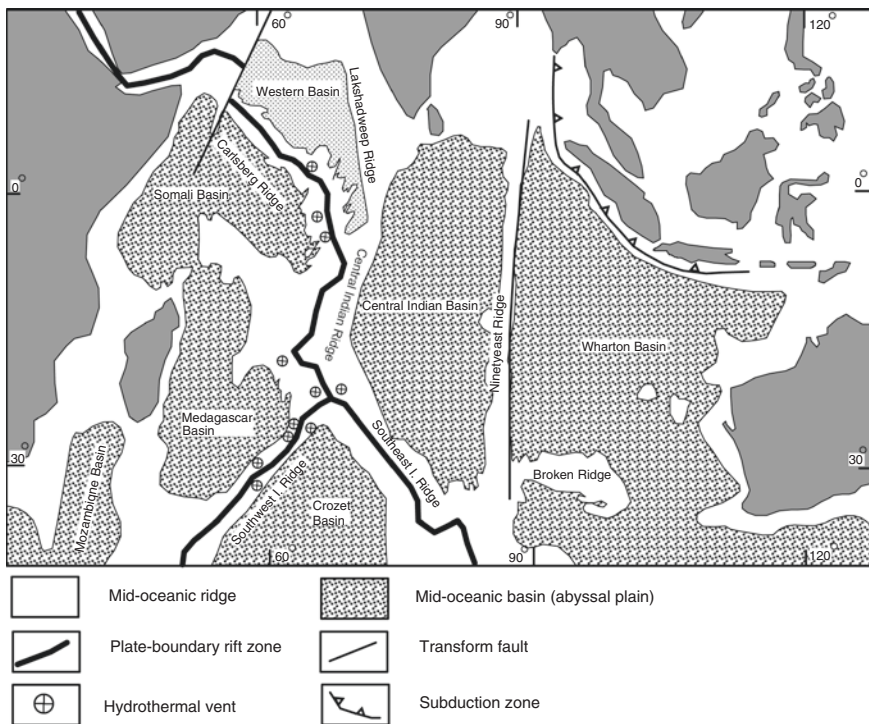 60°
90°
120°
Western Basin
Lakshadweep Ridge
Carlsberg Ridge
Somali Basin
0°
0°
Central Indian Ridge
Central Indian Basin
Ninetyeast Ridge
Wharton Basin
Medagascar
Basin
Southeast I. Ridge
30°
30°
Mozambiqne Basin
Southwest I. Ridge
Crozet
Basin
Broken Ridge
60°
90°
120°
Mid-oceanic ridge
Mid-oceanic basin (abyssal plain)
Plate-boundary rift zone
Transform fault
Hydrothermal vent
Subduction zone